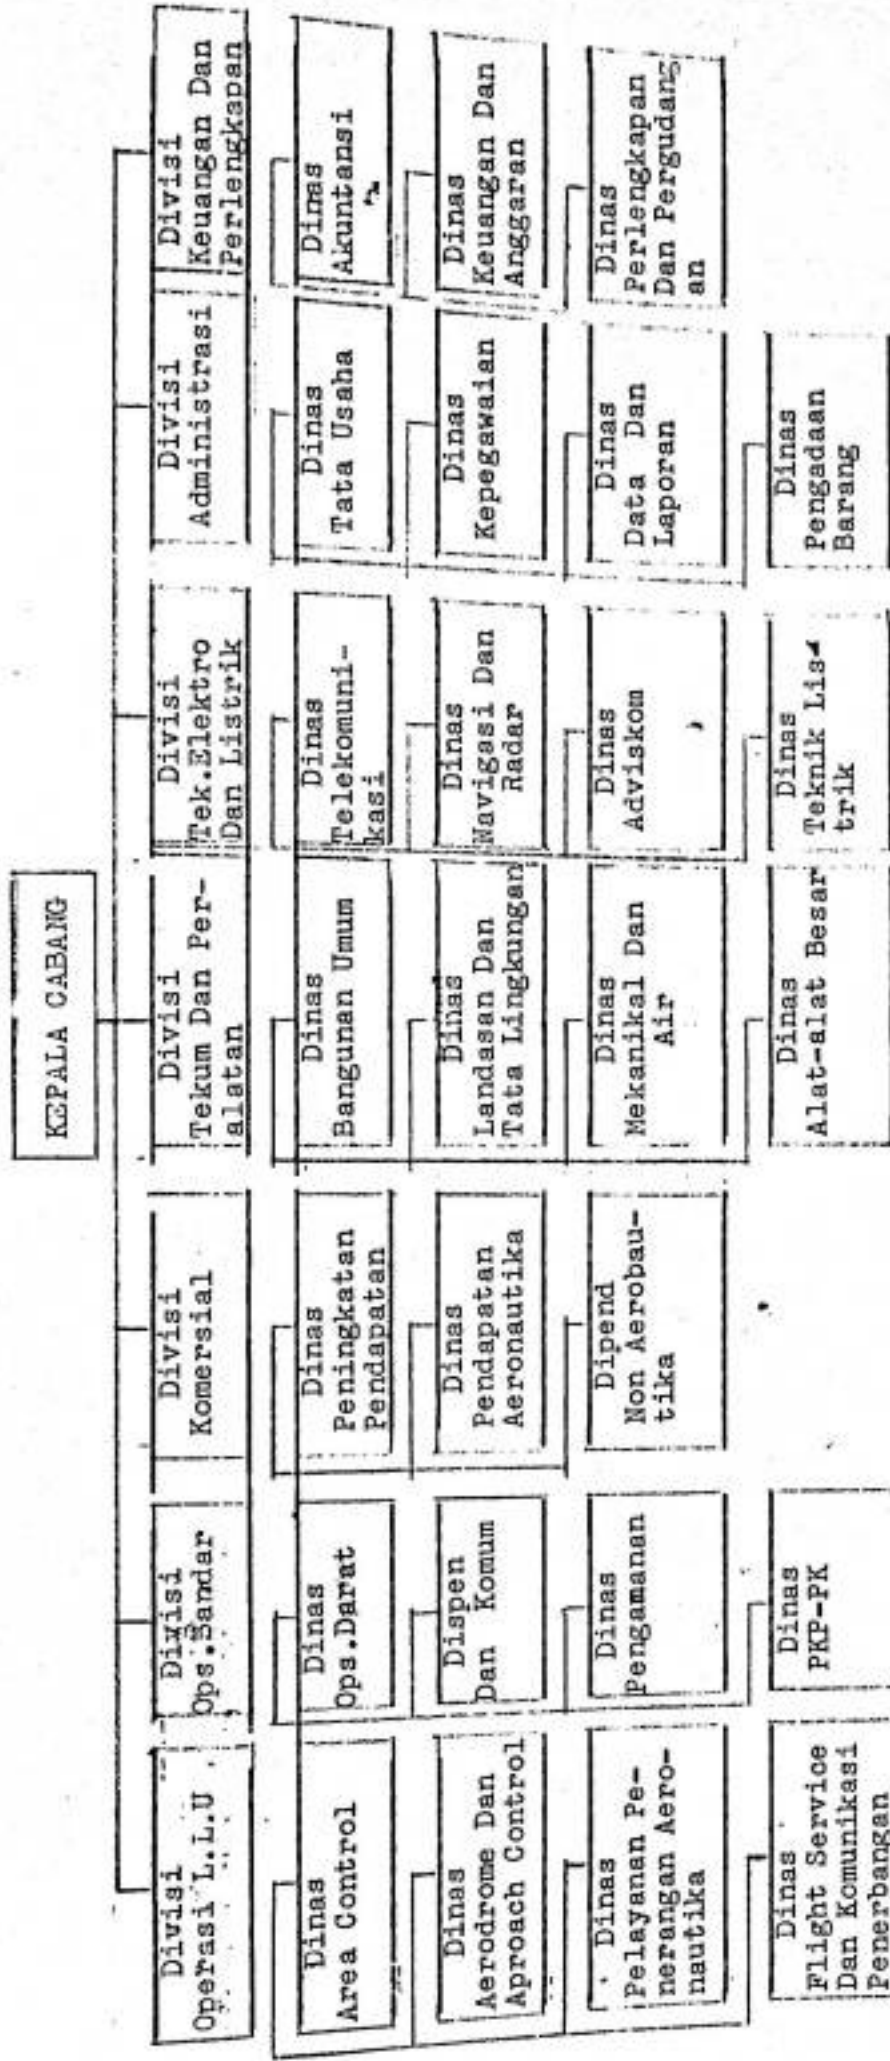 KEPALA CABANG
Divisi
Operasi L.L.U
Divisi
Ops.Bandar
Divisi
Komersial
Divisi
Tekum Dan Per-
alatan
Divisi
Tek.Elektro
Dan Listrik
Divisi
Administrasi
Divisi
Keuangan Dan
Perlengkapan
Dinas
Area Control
Dinas
Ops.Darat
Dinas
Peningkatan
Pendapatan
Dinas
Bangunan Umum
Dinas
Telekomuni-
kasi
Dinas
Tata Usaha
Dinas
Akuntansi
Dinas
Aerodrome Dan
Aproach Control
Dispen
Dan Komum
Dinas
Pendapatan
Aeronautika
Dinas
Landasan Dan
Tata Lingkungan
Dinas
Navigasi Dan
Radar
Dinas
Kepegawaian
Dinas
Keuangan Dan
Anggaran
Dinas
Pelayanan Pe-
nerangan Aero-
nautika
Dinas
Pengamanan
Dipend
Non Aerobau-
tika
Dinas
Mekanikal Dan
Air
Dinas
Adviskom
Dinas
Data Dan
Laporan
Dinas
Perlengkapan
Dan Pergudang
an
Dinas
Flight Service
Dan Komunikasi
Penerbangan
Dinas
PKP-PK
Dinas
Alat-alat Besar
Dinas
Teknik Lis-
trik
Dinas
Pengadaan
Barang